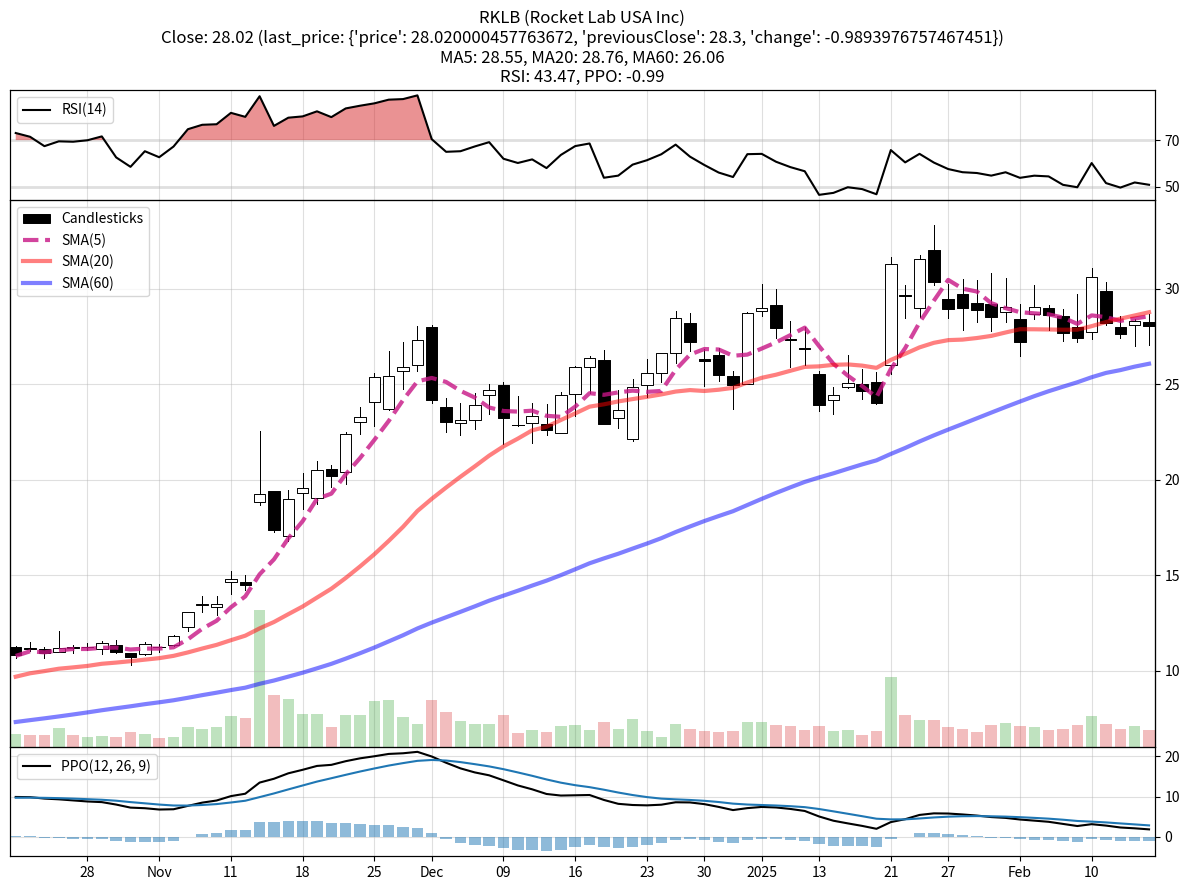 RKLB (Rocket Lab USA Inc)
Close: 28.02 (last_price: {'price': 28.020000457763672, 'previousClose': 28.3, 'change': -0.9893976757467451})
MA5: 28.55, MA20: 28.76, MA60: 26.06
RSI: 43.47, PPO: -0.99
RSI(14)
70
50
Candlesticks
SMA(5)
SMA(20)
SMA(60)
30
25
20
15
10
PPO(12, 26, 9)
20
10
0
28 Nov 11 18 25 Dec 09 16 23 30 2025 13 21 27 Feb 10